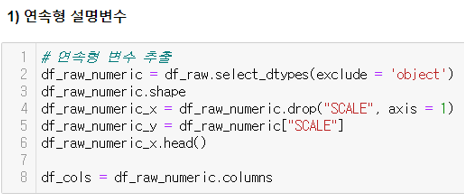 1) 연속형 설명변수
1 # 연속형 변수 추출
2 df_raw_numeric = df_raw.select_dtypes(exclude = 'object')
3 df_raw_numeric.shape
4 df_raw_numeric_x = df_raw_numeric.drop("SCALE", axis = 1)
5 df_raw_numeric_y = df_raw_numeric["SCALE"]
6 df_raw_numeric_x.head()
7
8 df_cols = df_raw_numeric.columns